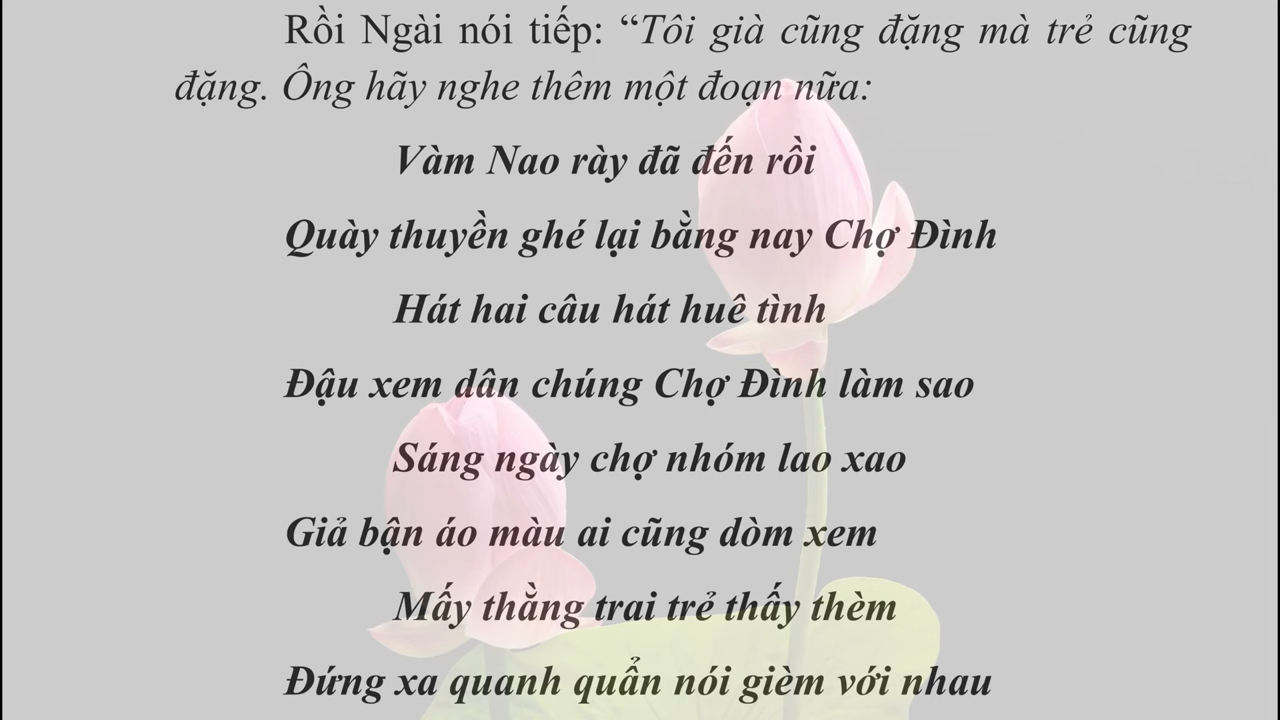 Rồi Ngài nói tiếp: “Tôi già cũng đặng mà trẻ cũng
đặng. Ông hãy nghe thêm một đoạn nữa:
Vàm Nao rày đã đến rồi
Quày thuyền ghé lại bằng nay Chợ Đình
Hát hai câu hát huê tình
Đậu xem dân chúng Chợ Đình làm sao
Sáng ngày chợ nhóm lao xao
Giả bận áo màu ai cũng dòm xem
Mấy thằng trai trẻ thấy thèm
Đứng xa quanh quẩn nói gièm với nhau